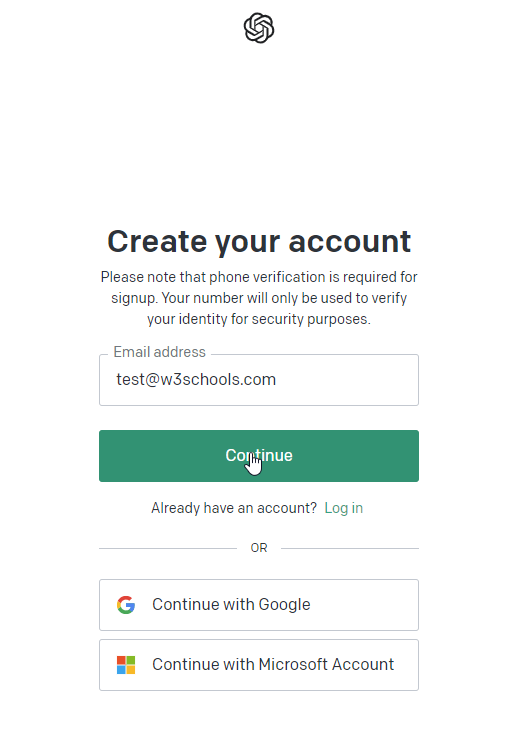 Create your account
Please note that phone verification is required for
signup. Your number will only be used to verify
your identity for security purposes.
Email address
test@w3schools.com
Continue
Already have an account? Log in
OR
Continue with Google
Continue with Microsoft Account